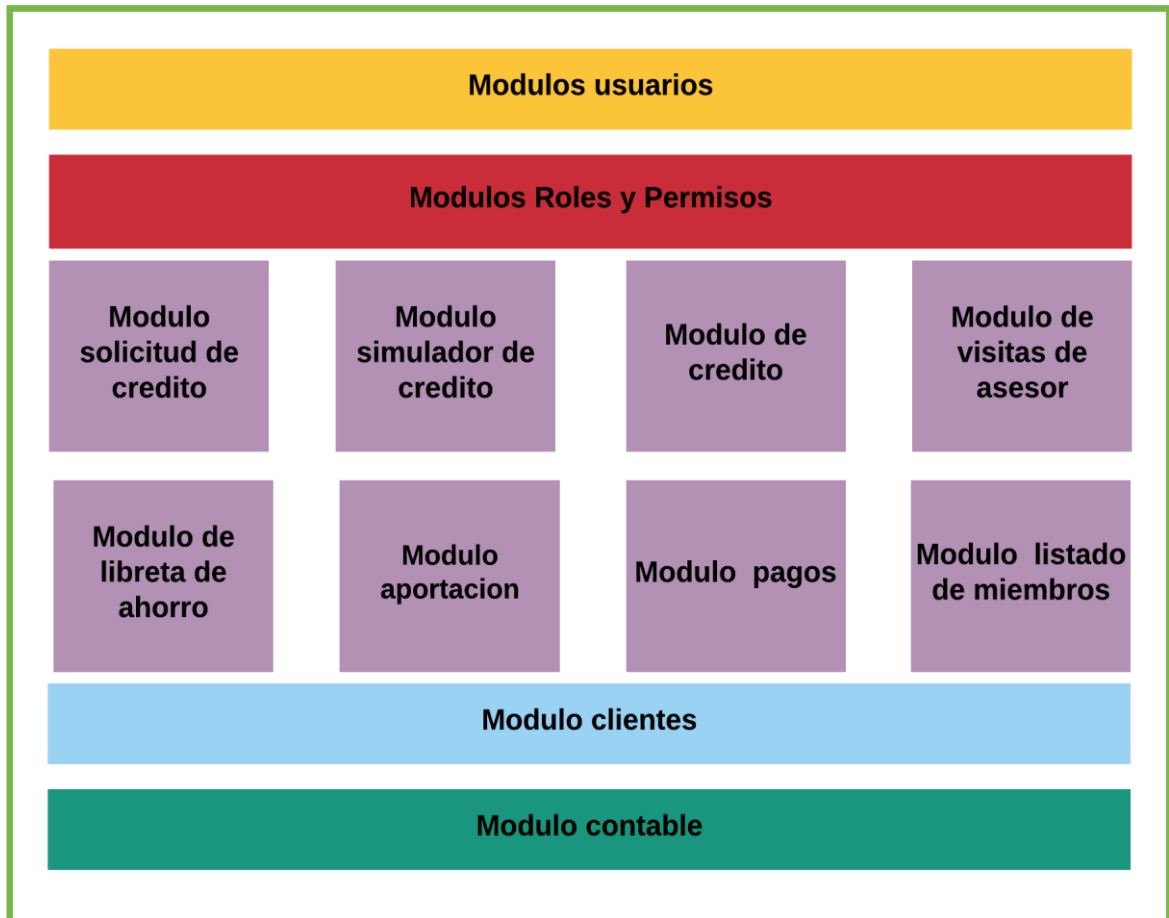 Modulos usuarios
Modulos Roles y Permisos
Modulo
solicitud de
credito
Modulo
simulador de
credito
Modulo de
credito
Modulo de
visitas de
asesor
Modulo de
libreta de
ahorro
Modulo
aportacion
Modulo  pagos
Modulo  listado
de miembros
Modulo clientes
Modulo contable